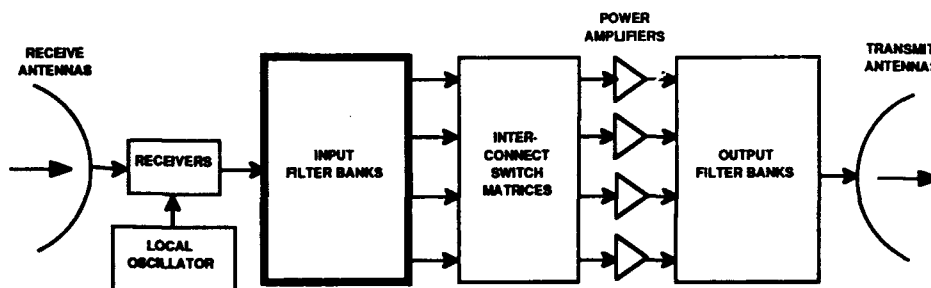 RECEIVE
ANTENNAS
RECEIVERS
LOCAL
OSCILLATOR
INPUT
FILTER BANKS
INTER-
CONNECT
SWITCH
MATRICES
POWER
AMPLIFIERS
OUTPUT
FILTER BANKS
TRANSMIT
ANTENNAS